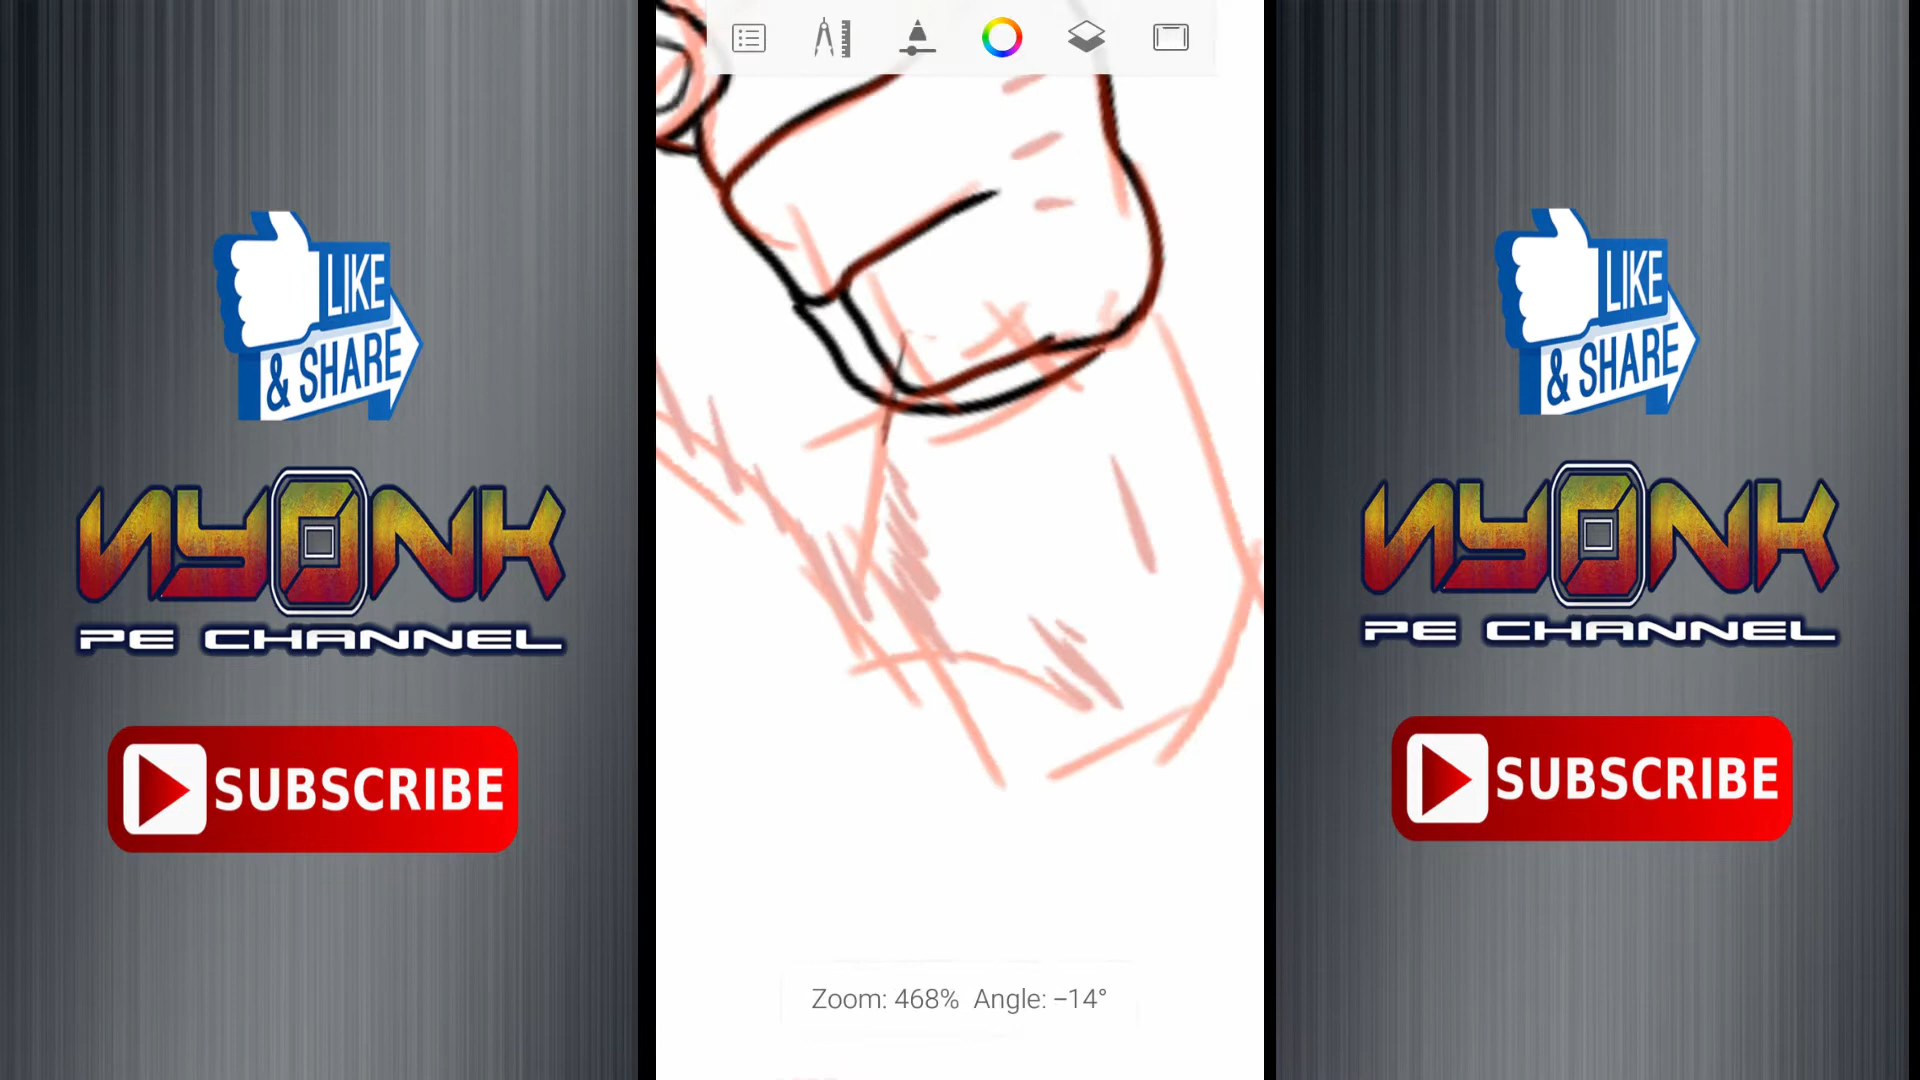 LIKE
& SHARE
NYONK
PE CHANNEL
SUBSCRIBE
Zoom: 468% Angle: −14°
LIKE
& SHARE
NYONK
PE CHANNEL
SUBSCRIBE